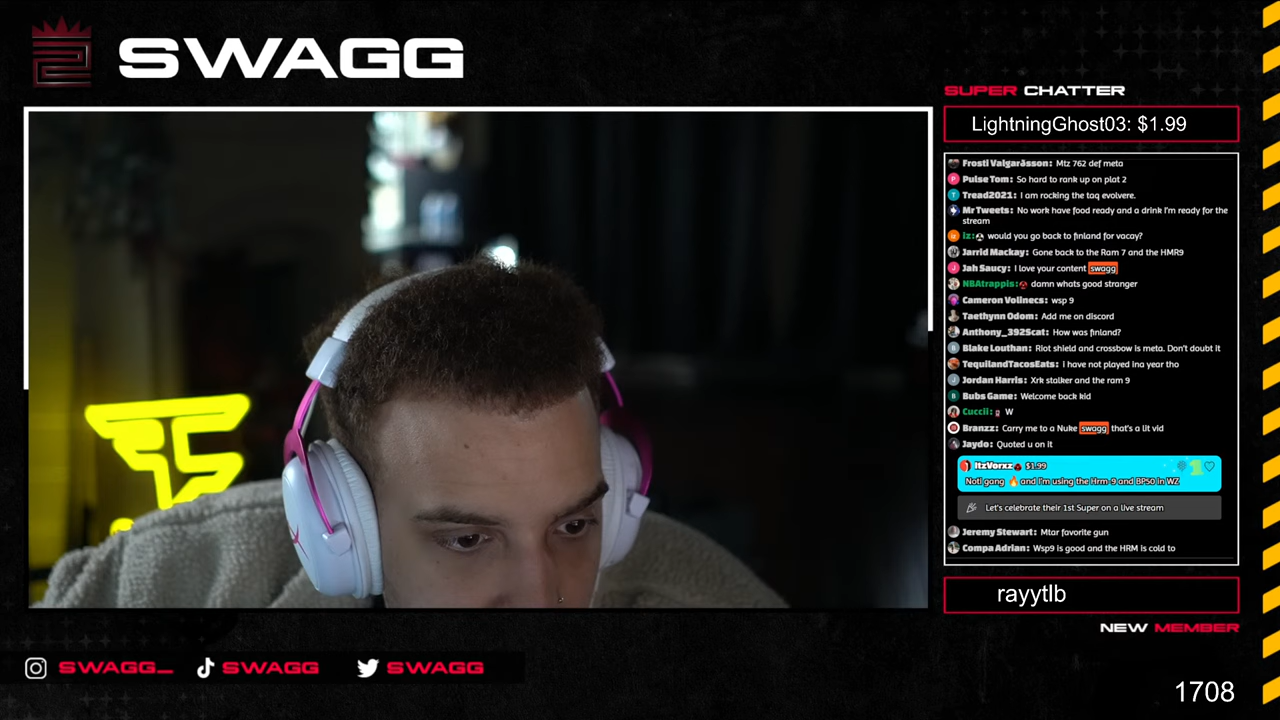 SWAGG
SUPER CHATTER
LightningGhost03: $1.99
Frosti Valgarðsson: Mtz 762 def meta
Pulse Tom: So hard to rank up on plat 2
Tread2021: I am rocking the taq evolvere.
Mr Tweets: No work have food ready and a drink I'm ready for the
stream
iz: would you go back to finland for vacay?
Jarrid Mackay: Gone back to the Ram 7 and the HMR9
Jah Saucy: I love your content swagg
NBAtrappis: damn whats good stranger
Cameron Volinecs: wsp 9
Taethynn Odom: Add me on discord
Anthony_392Scat: How was finland?
Blake Louthan: Riot shield and crossbow is meta. Don't doubt it
TequilandTacosEats: I have not played ina year tho
Jordan Harris: Xrk stalker and the ram 9
Bubs Game: Welcome back kid
Cuccii: W
Branzz: Carry me to a Nuke swagg that's a lit vid
Jaydo: Quoted u on it
ItzVorxz $1.99
Noti gang 🔥 and I'm using the Hrm-9 and BP50 in WZ
Let's celebrate their 1st Super on a live stream
Jeremy Stewart: Mtar favorite gun
Compa Adrian: Wsp9 is good and the HRM is cold to
rayytlb
NEW MEMBER
SWAGG_ SWAGG SWAGG
1708